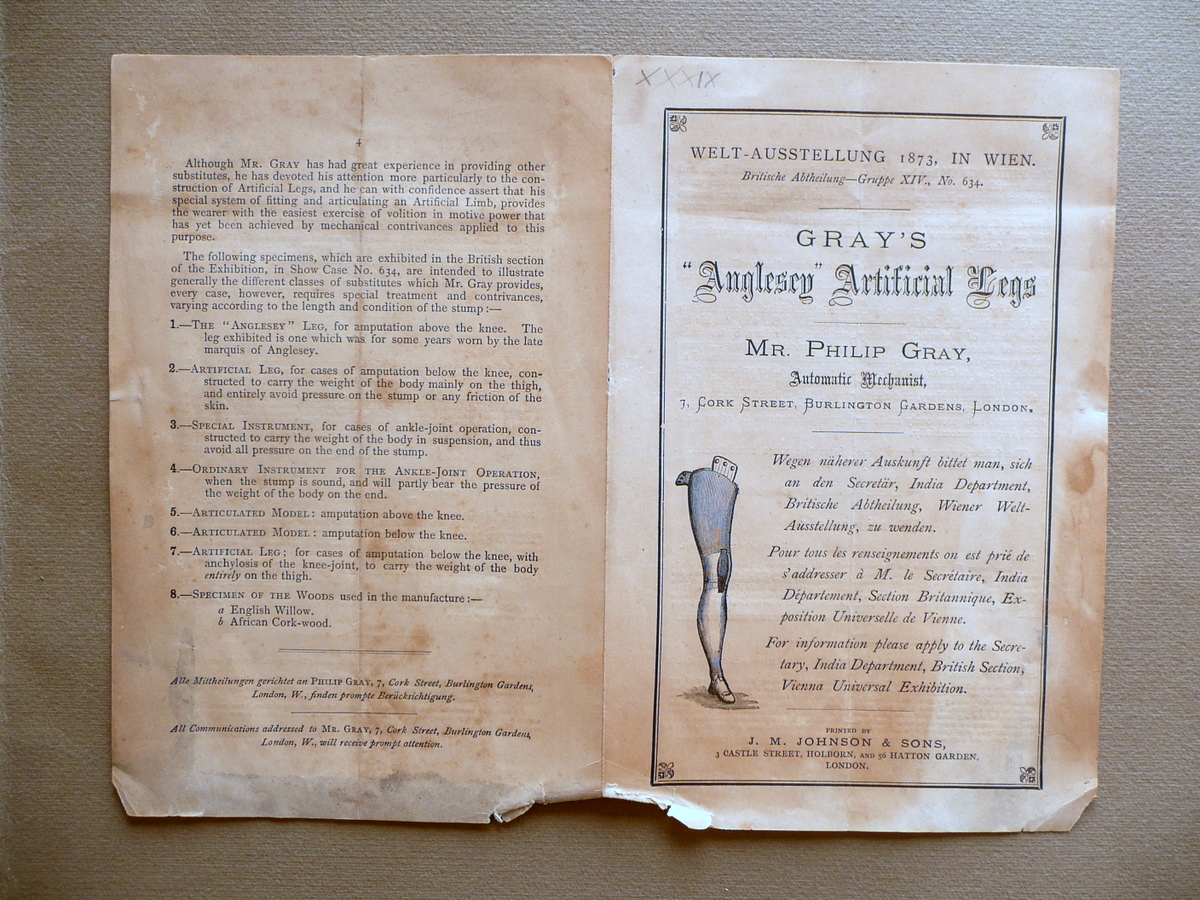 4
Although MR. GRAY has had great experience in providing other
substitutes, he has devoted his attention more particularly to the con-
struction of Artificial Legs, and he can with confidence assert that his
special system of fitting and articulating an Artificial Limb, provides
the wearer with the easiest exercise of volition in motive power that
has yet been achieved by mechanical contrivances applied to this
purpose.
The following specimens, which are exhibited in the British section
of the Exhibition, in Show Case No. 634, are intended to illustrate
generally the different classes of substitutes which Mr. Gray provides,
every case, however, requires special treatment and contrivances,
varying according to the length and condition of the stump:—
1.—THE "ANGLESEY" LEG, for amputation above the knee. The
leg exhibited is one which was for some years worn by the late
marquis of Anglesey.
2.—ARTIFICIAL LEG, for cases of amputation below the knee, con-
structed to carry the weight of the body mainly on the thigh,
and entirely avoid pressure on the stump or any friction of the
skin.
3.—SPECIAL INSTRUMENT, for cases of ankle-joint operation, con-
structed to carry the weight of the body in suspension, and thus
avoid all pressure on the end of the stump.
4.—ORDINARY INSTRUMENT FOR THE ANKLE-JOINT OPERATION,
when the stump is sound, and will partly bear the pressure of
the weight of the body on the end.
5.—ARTICULATED MODEL: amputation above the knee.
6.—ARTICULATED MODEL: amputation below the knee.
7.—ARTIFICIAL LEG; for cases of amputation below the knee, with
anchylosis of the knee-joint, to carry the weight of the body
entirely on the thigh.
8.—SPECIMEN OF THE WOODS used in the manufacture:—
a English Willow.
b African Cork-wood.
Alle Mittheilungen gerichtet an PHILIP GRAY, 7, Cork Street, Burlington Gardens,
London, W., finden prompte Berücksichtigung.
All Communications addressed to MR. GRAY, 7, Cork Street, Burlington Gardens,
London, W., will receive prompt attention.
XXXIX
WELT-AUSSTELLUNG 1873, IN WIEN.
Britische Abtheilung—Gruppe XIV., No. 634.
GRAY'S
"Anglesey" Artificial Legs
MR. PHILIP GRAY,
Automatic Mechanist,
7, CORK STREET, BURLINGTON GARDENS, LONDON.
Wegen näherer Auskunft bittet man, sich
an den Secretär, India Department,
Britische Abtheilung, Wiener Welt-
Ausstellung, zu wenden.
Pour tous les renseignements on est prié de
s'addresser à M. le Secrétaire, India
Département, Section Britannique, Ex-
position Universelle de Vienne.
For information please apply to the Secre-
tary, India Department, British Section,
Vienna Universal Exhibition.
PRINTED BY
J. M. JOHNSON & SONS,
3 CASTLE STREET, HOLBORN, AND 56 HATTON GARDEN,
LONDON.